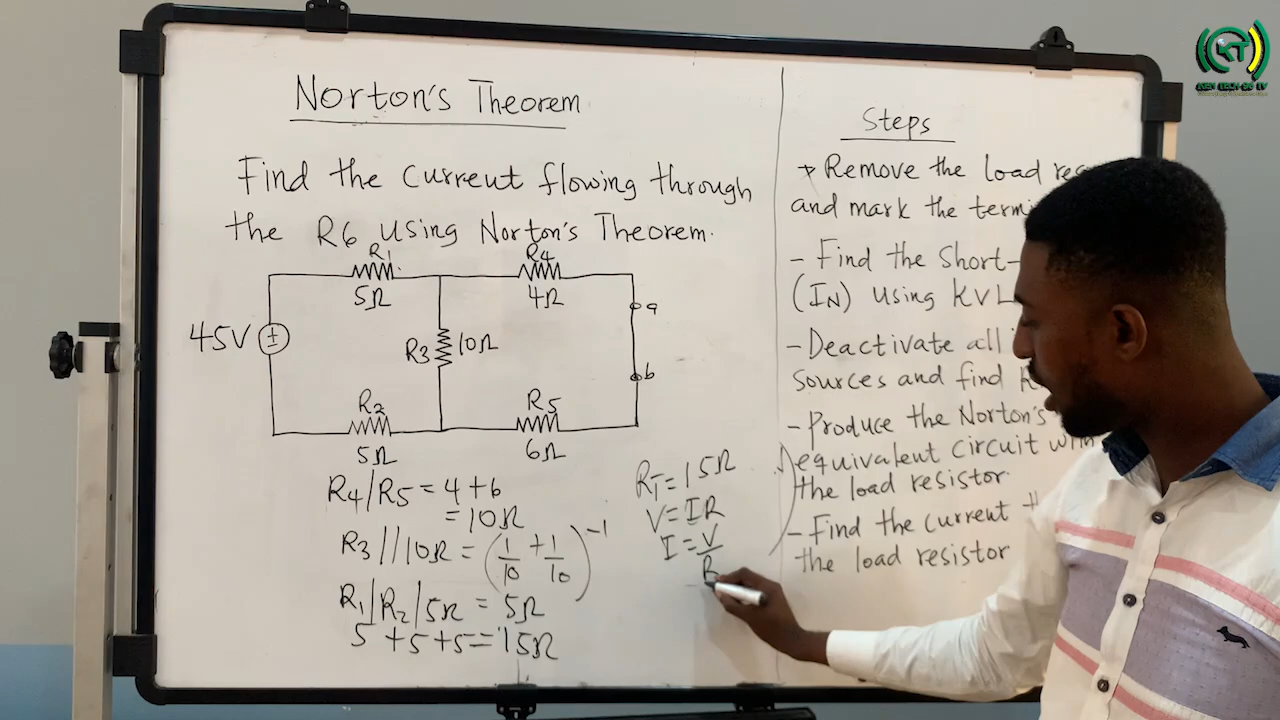 Norton's Theorem
Find the current flowing through
the R6 using Norton's Theorem.
R1
5Ω
R4
4Ω
a
45V
±
R3
10Ω
b
R2
5Ω
R5
6Ω
R4/R5 = 4 + 6
= 10Ω
R3//10Ω = (1/10 + 1/10)⁻¹
R1/R2/5Ω = 5Ω
5 + 5 + 5 = 15Ω
RT = 15Ω
V = IR
I = V
R
Steps
Remove the load res
and mark the termi
- Find the Short-
(IN) using KVL
- Deactivate all
sources and find R
- Produce the Norton's
equivalent circuit with
the load resistor
- Find the current
the load resistor
KT